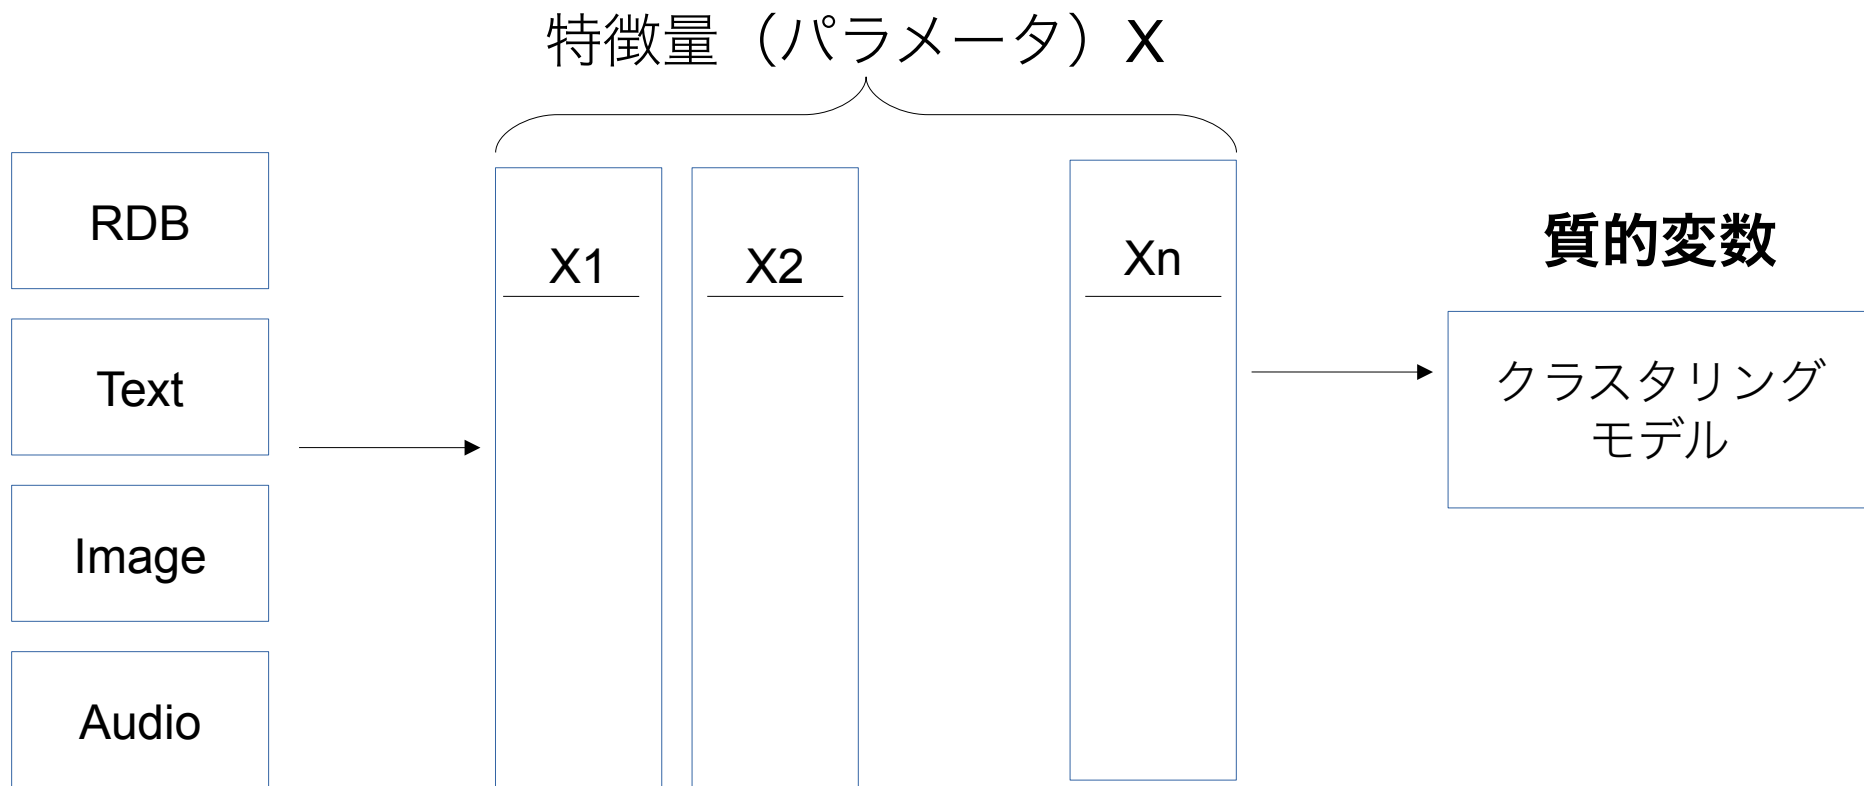 特徴量（パラメータ）X
RDB
Text
Image
Audio
X1
X2
Xn
質的変数
クラスタリング
モデル